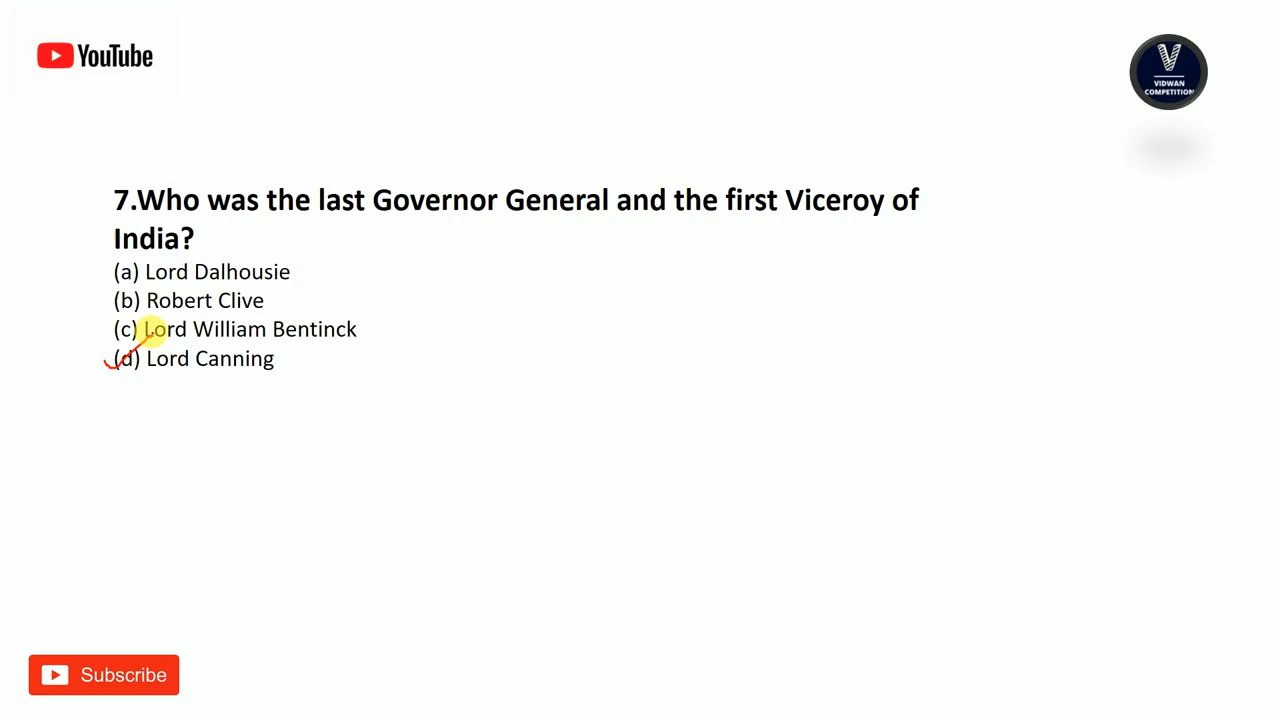 YouTube
V
VIDWAN
COMPETITION
7.Who was the last Governor General and the first Viceroy of
India?
(a) Lord Dalhousie
(b) Robert Clive
(c) Lord William Bentinck
(d) Lord Canning
Subscribe